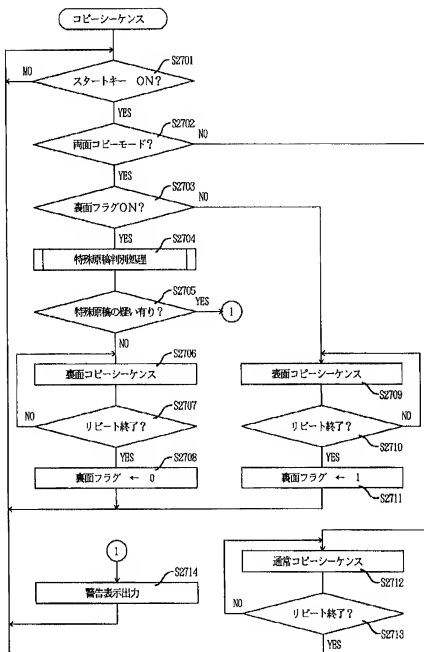 コピーシーケンス
S2701
NO
スタートキー ON？
YES
S2702
NO
両面コピーモード？
YES
S2703
NO
裏面フラグON？
YES
S2704
特殊原稿判別処理
S2705
特殊原稿の疑い有り？
YES
1
NO
S2706
裏面コピーシーケンス
表面コピーシーケンス
S2709
S2707
NO
リピート終了？
リピート終了？
NO
S2710
YES
S2708
YES
裏面フラグ ← 0
裏面フラグ ← 1
S2711
1
S2714
警告表示出力
通常コピーシーケンス
S2712
NO
リピート終了？
S2713
YES